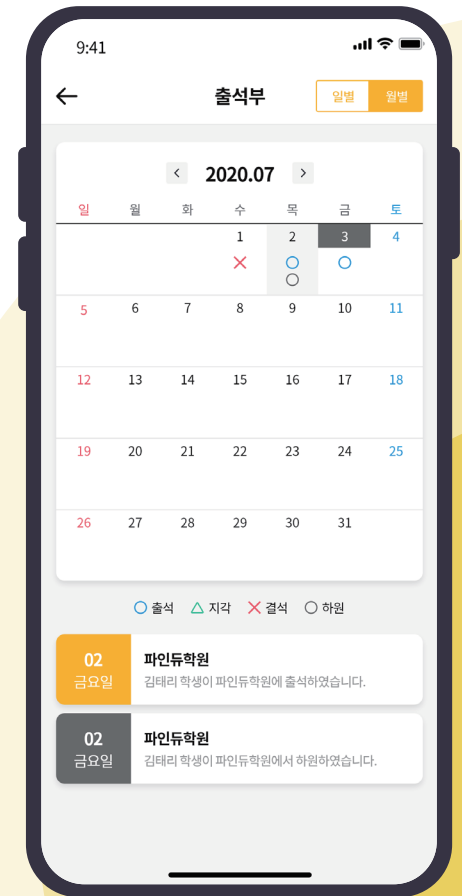 9:41
출석부
일별 월별
2020.07
일 월 화 수 목 금 토
1 2 3 4
5 6 7 8 9 10 11
12 13 14 15 16 17 18
19 20 21 22 23 24 25
26 27 28 29 30 31
출석 지각 결석 하원
02
금요일
파인듀학원
김태리 학생이 파인듀학원에 출석하였습니다.
02
금요일
파인듀학원
김태리 학생이 파인듀학원에서 하원하였습니다.